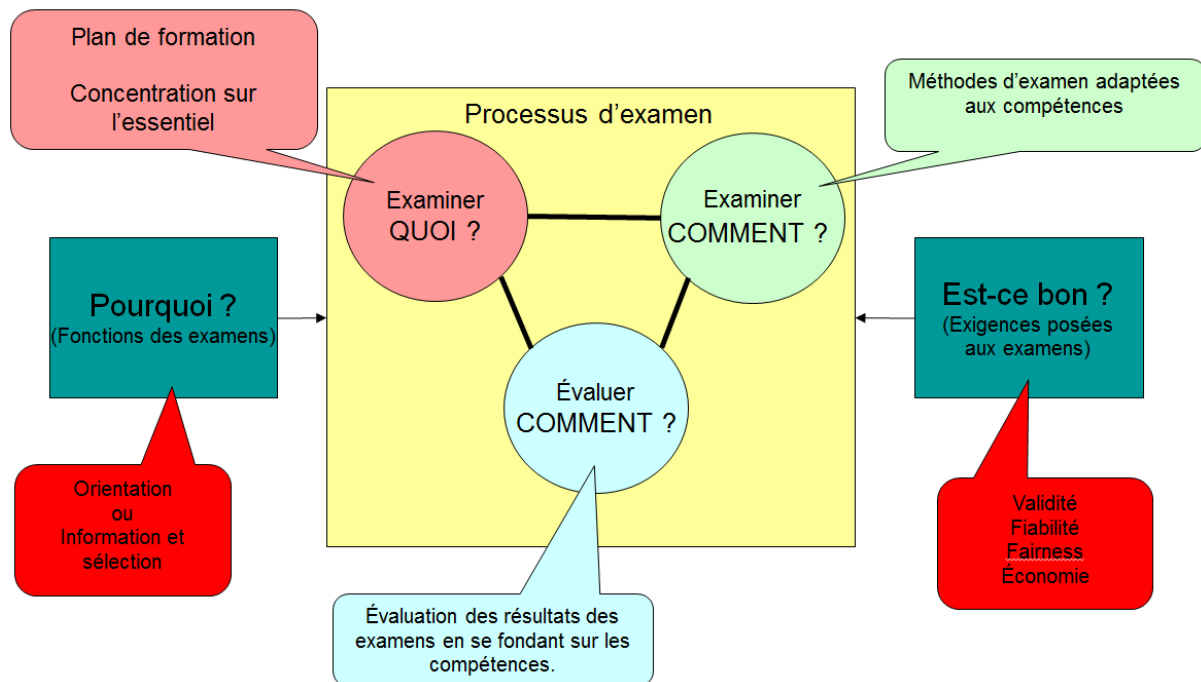 Plan de formation
Concentration sur
l’essentiel
Processus d’examen
Méthodes d’examen adaptées
aux compétences
Examiner
QUOI ?
Examiner
COMMENT ?
Pourquoi ?
(Fonctions des examens)
Est-ce bon ?
(Exigences posées
aux examens)
Évaluer
COMMENT ?
Orientation
ou
Information et
sélection
Validité
Fiabilité
Fairness
Économie
Évaluation des résultats des
examens en se fondant sur les
compétences.